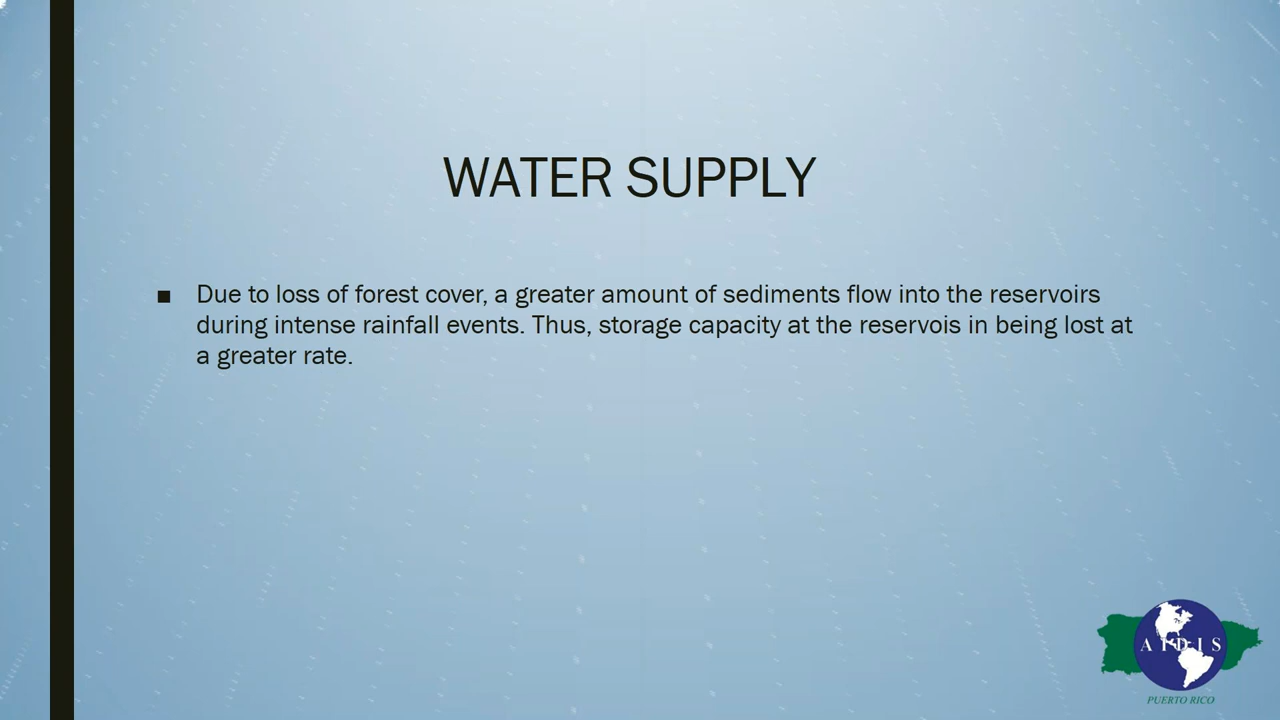 WATER SUPPLY
■ Due to loss of forest cover, a greater amount of sediments flow into the reservoirs
during intense rainfall events. Thus, storage capacity at the reservois in being lost at
a greater rate.
AIDIS
PUERTO RICO